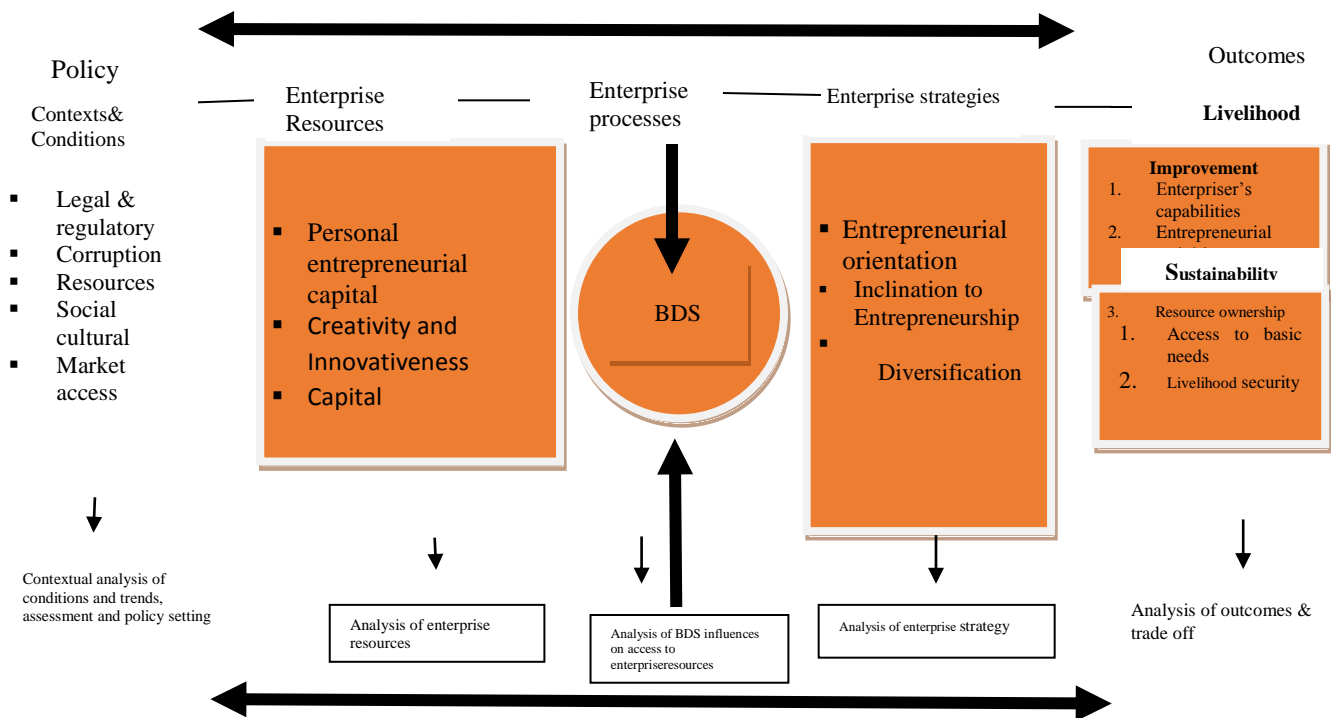 Policy
Contexts&
Conditions
▪ Legal &
regulatory
▪ Corruption
▪ Resources
▪ Social
cultural
▪ Market
access
Contextual analysis of
conditions and trends,
assessment and policy setting
Enterprise
Resources
▪ Personal
entrepreneurial
capital
▪ Creativity and
Innovativeness
▪ Capital
Analysis of enterprise
resources
Enterprise
processes
BDS
Analysis of BDS influences
on access to
enterpriseresources
Enterprise strategies
▪ Entrepreneurial
orientation
▪ Inclination to
Entrepreneurship
▪
Diversification
Analysis of enterprise strategy
Outcomes
Livelihood
Improvement
1. Enterpriser's
capabilities
2. Entrepreneurial
Sustainability
3. Resource ownership
1. Access to basic
needs
2. Livelihood security
Analysis of outcomes &
trade off